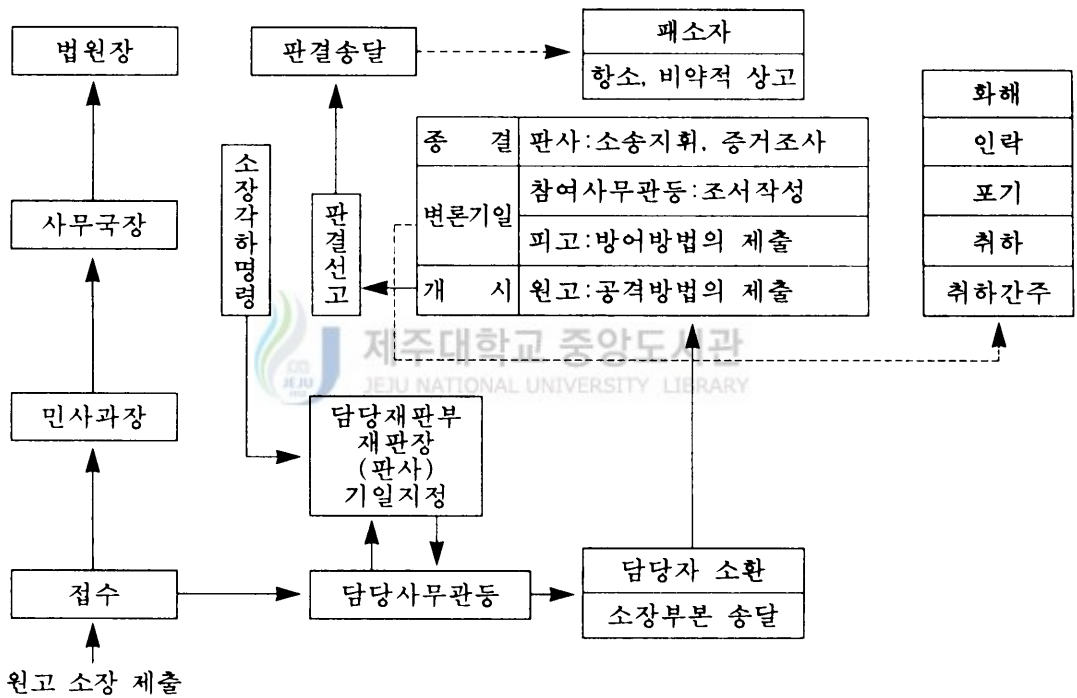 법원장
판결송달
패소자
항소, 비약적 상고
화해
인락
포기
취하
취하간주
종 결
판사:소송지휘, 증거조사
변론기일
참여사무관등:조서작성
피고:방어방법의 제출
개 시
원고:공격방법의 제출
소장각하명령
판결선고
사무국장
제주대학교 중앙도서관
JEJU NATIONAL UNIVERSITY LIBRARY
JEJU
1952
민사과장
담당재판부
재판장
(판사)
기일지정
접수
담당사무관등
담당자 소환
소장부본 송달
원고 소장 제출